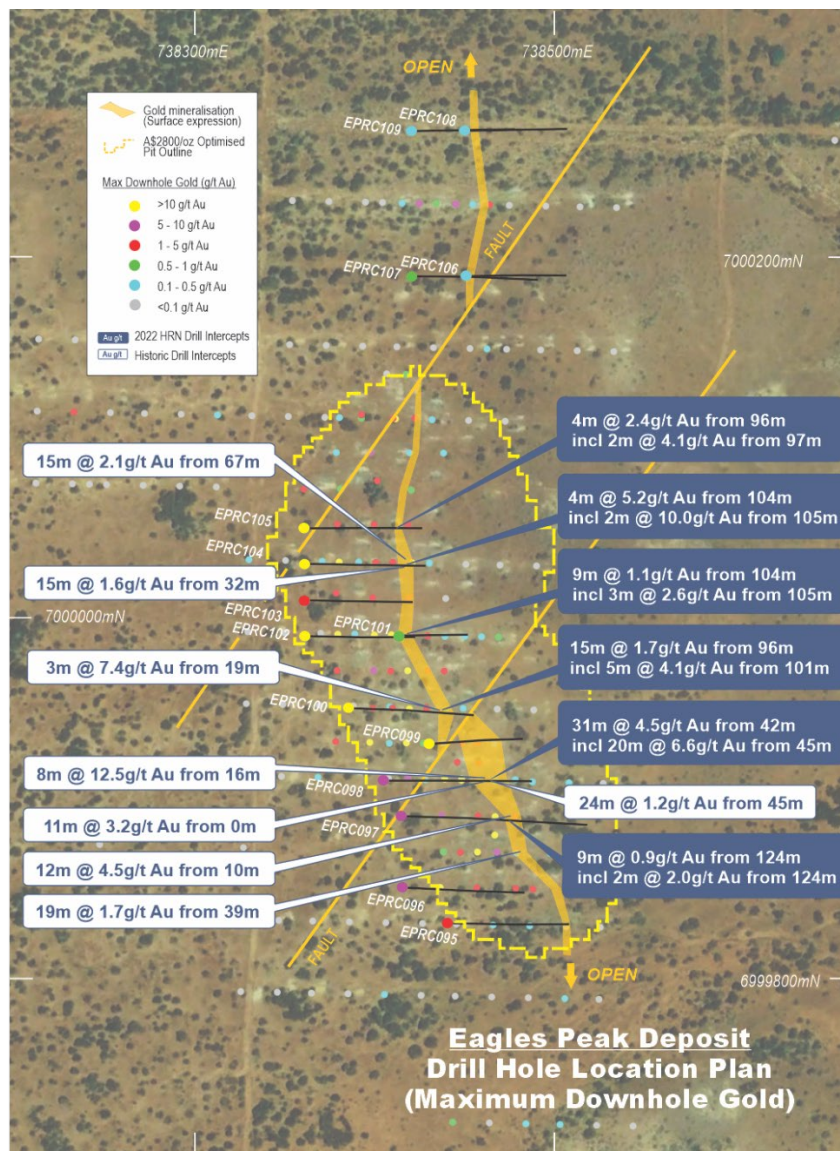 738300mE
738500mE
OPEN
Gold mineralisation
(Surface expression)
A$2800/oz Optimised
Pit Outline
Max Downhole Gold (g/t Au)
>10 g/t Au
5 - 10 g/t Au
1 - 5 g/t Au
0.5 - 1 g/t Au
0.1 - 0.5 g/t Au
<0.1 g/t Au
Au g/t 2022 HRN Drill Intercepts
Au g/t Historic Drill Intercepts
EPRC109
EPRC108
FAULT
EPRC107
EPRC106
7000200mN
4m @ 2.4g/t Au from 96m
incl 2m @ 4.1g/t Au from 97m
15m @ 2.1g/t Au from 67m
4m @ 5.2g/t Au from 104m
incl 2m @ 10.0g/t Au from 105m
EPRC105
EPRC104
15m @ 1.6g/t Au from 32m
9m @ 1.1g/t Au from 104m
incl 3m @ 2.6g/t Au from 105m
EPRC103
7000000mN
EPRC102
EPRC101
3m @ 7.4g/t Au from 19m
15m @ 1.7g/t Au from 96m
incl 5m @ 4.1g/t Au from 101m
EPRC100
EPRC099
31m @ 4.5g/t Au from 42m
incl 20m @ 6.6g/t Au from 45m
8m @ 12.5g/t Au from 16m
EPRC098
24m @ 1.2g/t Au from 45m
11m @ 3.2g/t Au from 0m
EPRC097
12m @ 4.5g/t Au from 10m
9m @ 0.9g/t Au from 124m
incl 2m @ 2.0g/t Au from 124m
19m @ 1.7g/t Au from 39m
EPRC096
EPRC095
FAULT
OPEN
6999800mN
Eagles Peak Deposit
Drill Hole Location Plan
(Maximum Downhole Gold)